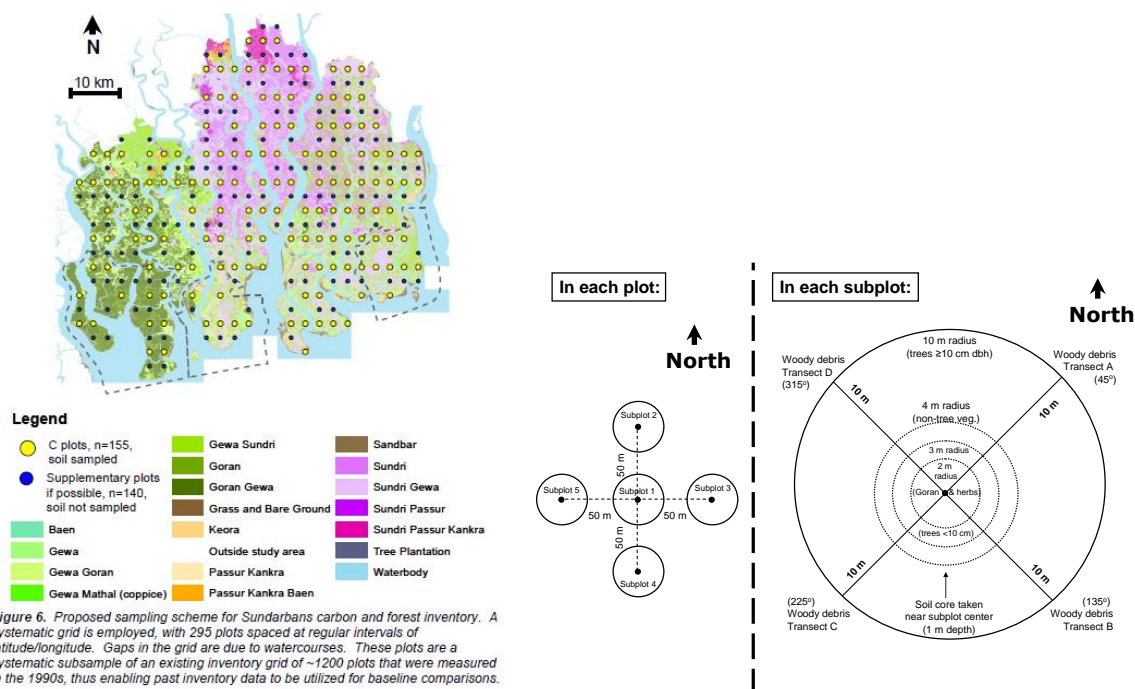 N
10 km
Legend
C plots, n=155,
soil sampled
Supplementary plots
if possible, n=140,
soil not sampled
Baen
Gewa
Gewa Goran
Gewa Mathal (coppice)
Gewa Sundri
Goran
Goran Gewa
Grass and Bare Ground
Keora
Outside study area
Passur Kankra
Passur Kankra Baen
Sandbar
Sundri
Sundri Gewa
Sundri Passur
Sundri Passur Kankra
Tree Plantation
Waterbody
igure 6. Proposed sampling scheme for Sundarbans carbon and forest inventory. A
ystematic grid is employed, with 295 plots spaced at regular intervals of
atitude/longitude. Gaps in the grid are due to watercourses. These plots are a
ystematic subsample of an existing inventory grid of ~1200 plots that were measured
n the 1990s, thus enabling past inventory data to be utilized for baseline comparisons.
In each plot:
North
Subplot 2
50 m
Subplot 5
Subplot 1
Subplot 3
50 m
50 m
50 m
Subplot 4
In each subplot:
North
10 m radius
(trees ≥10 cm dbh)
Woody debris
Transect D
(315º)
Woody debris
Transect A
(45º)
10 m
10 m
4 m radius
(non-tree veg.)
3 m radius
2 m
radius
(Goran & herbs)
(trees <10 cm)
10 m
10 m
Soil core taken
near subplot center
(1 m depth)
(225º)
Woody debris
Transect C
(135º)
Woody debris
Transect B